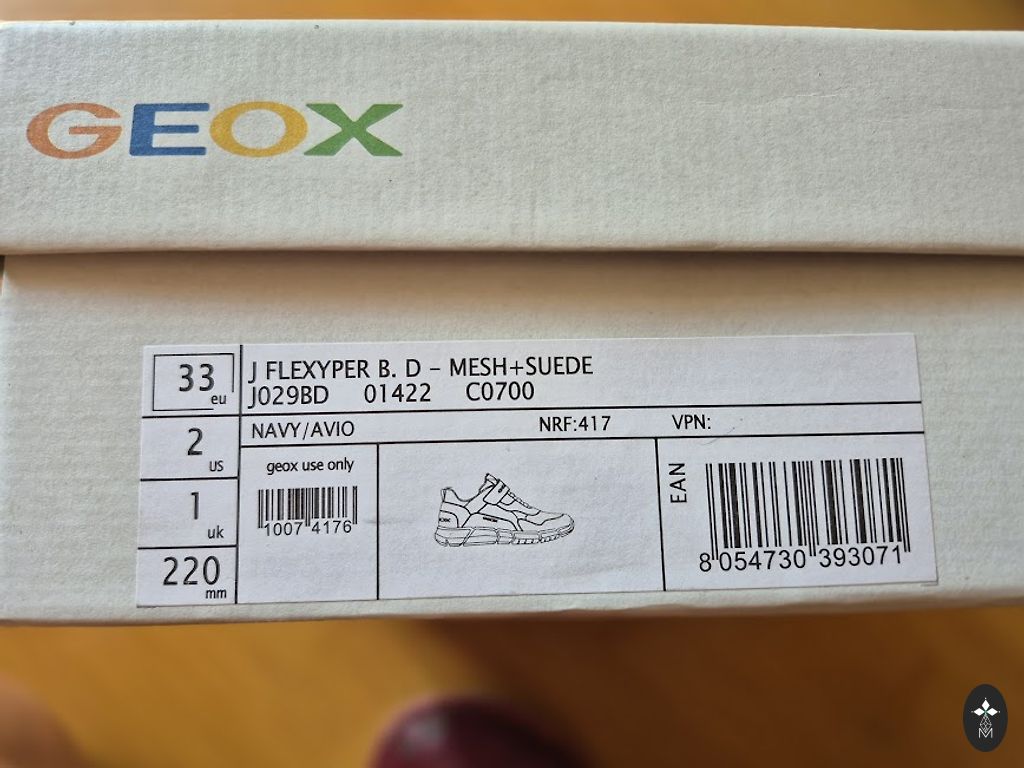 GEOX
33 eu
J FLEXYPER B. D - MESH+SUEDE
J029BD 01422 C0700
2 US
NAVY/AVIO NRF:417 VPN:
geox use only
1007 4176
1 uk
220 mm
EAN
8 054730 393071
M